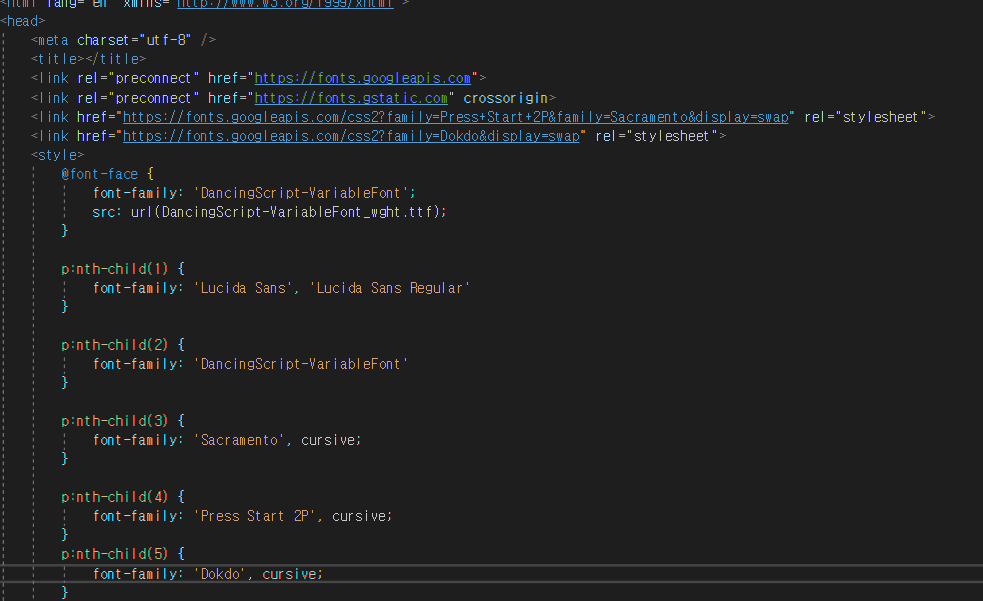 <html lang="en" xmlns="http://www.w3.org/1999/xhtml">
<head>
<meta charset="utf-8" />
<title></title>
<link rel="preconnect" href="https://fonts.googleapis.com">
<link rel="preconnect" href="https://fonts.gstatic.com" crossorigin>
<link href="https://fonts.googleapis.com/css2?family=Press+Start+2P&family=Sacramento&display=swap" rel="stylesheet">
<link href="https://fonts.googleapis.com/css2?family=Dokdo&display=swap" rel="stylesheet">
<style>
@font-face {
font-family: 'DancingScript-VariableFont';
src: url(DancingScript-VariableFont_wght.ttf);
}
p:nth-child(1) {
font-family: 'Lucida Sans', 'Lucida Sans Regular'
}
p:nth-child(2) {
font-family: 'DancingScript-VariableFont'
}
p:nth-child(3) {
font-family: 'Sacramento', cursive;
}
p:nth-child(4) {
font-family: 'Press Start 2P', cursive;
}
p:nth-child(5) {
font-family: 'Dokdo', cursive;
}